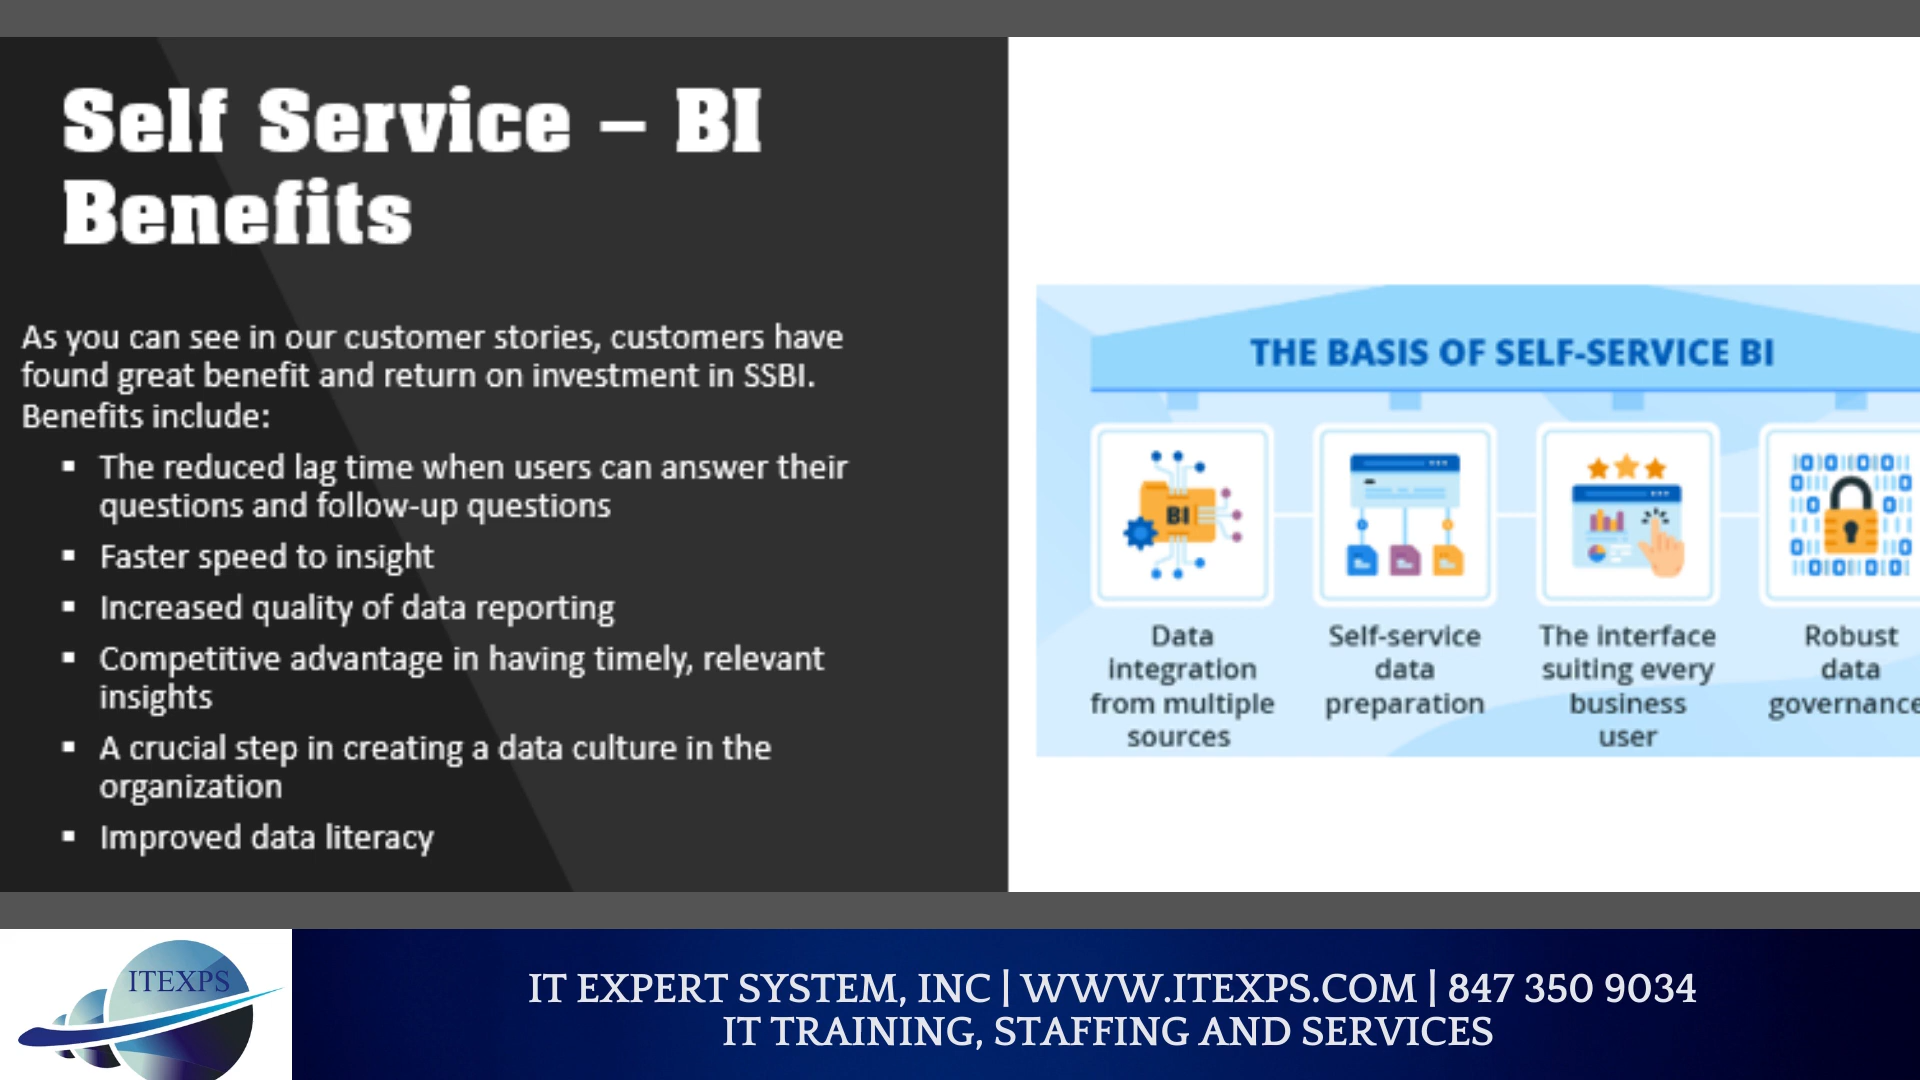 Self Service – BI
Benefits
As you can see in our customer stories, customers have
found great benefit and return on investment in SSBI.
Benefits include:
▪ The reduced lag time when users can answer their
questions and follow-up questions
▪ Faster speed to insight
▪ Increased quality of data reporting
▪ Competitive advantage in having timely, relevant
insights
▪ A crucial step in creating a data culture in the
organization
▪ Improved data literacy
THE BASIS OF SELF-SERVICE BI
BI
Data
integration
from multiple
sources
Self-service
data
preparation
The interface
suiting every
business
user
Robust
data
governance
ITEXPS
IT EXPERT SYSTEM, INC | WWW.ITEXPS.COM | 847 350 9034
IT TRAINING, STAFFING AND SERVICES